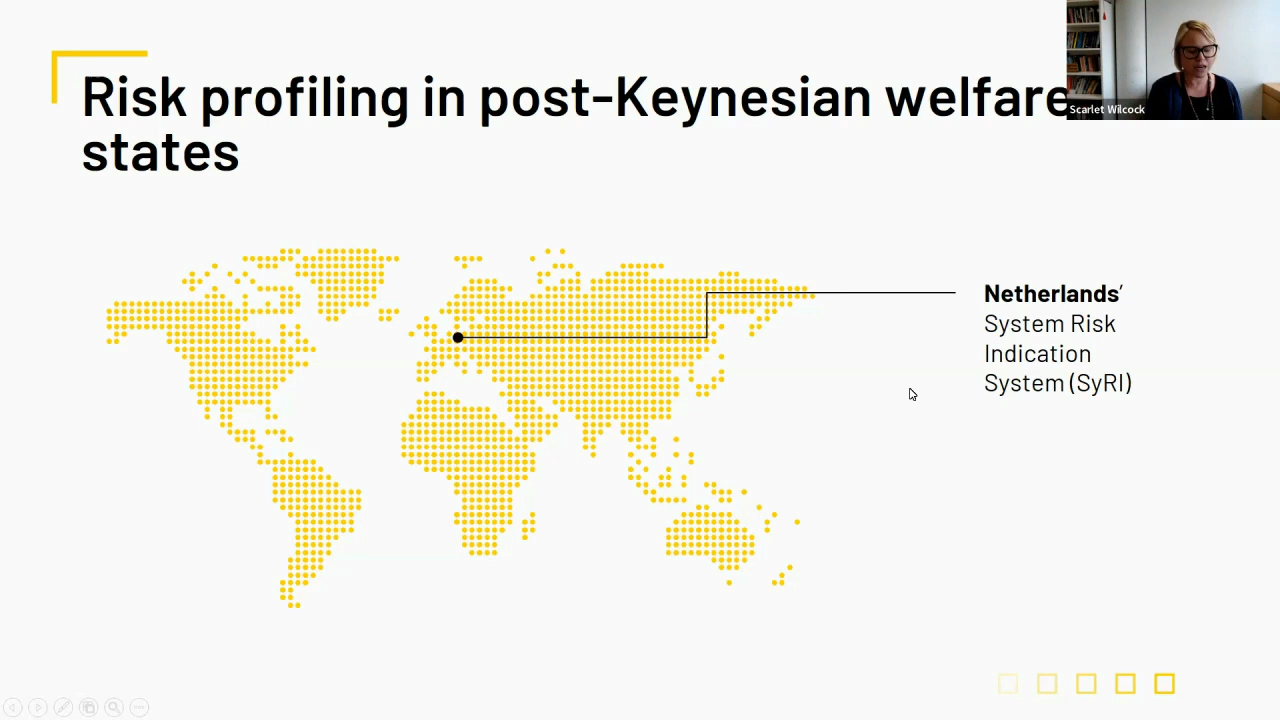 Risk profiling in post-Keynesian welfare
states
Scarlet Wilcock
Netherlands’
System Risk
Indication
System (SyRI)